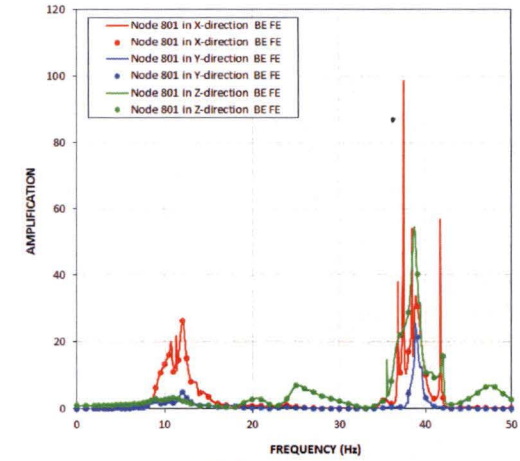 120
100
80
60
40
20
0
AMPLIFICATION
Node 801 in X-direction BE FE
Node 801 in X-direction BE FE
Node 801 in Y-direction BE FE
Node 801 in Y-direction BE FE
Node 801 in Z-direction BE FE
Node 801 in Z-direction BE FE
0 10 20 30 40 50
FREQUENCY (Hz)